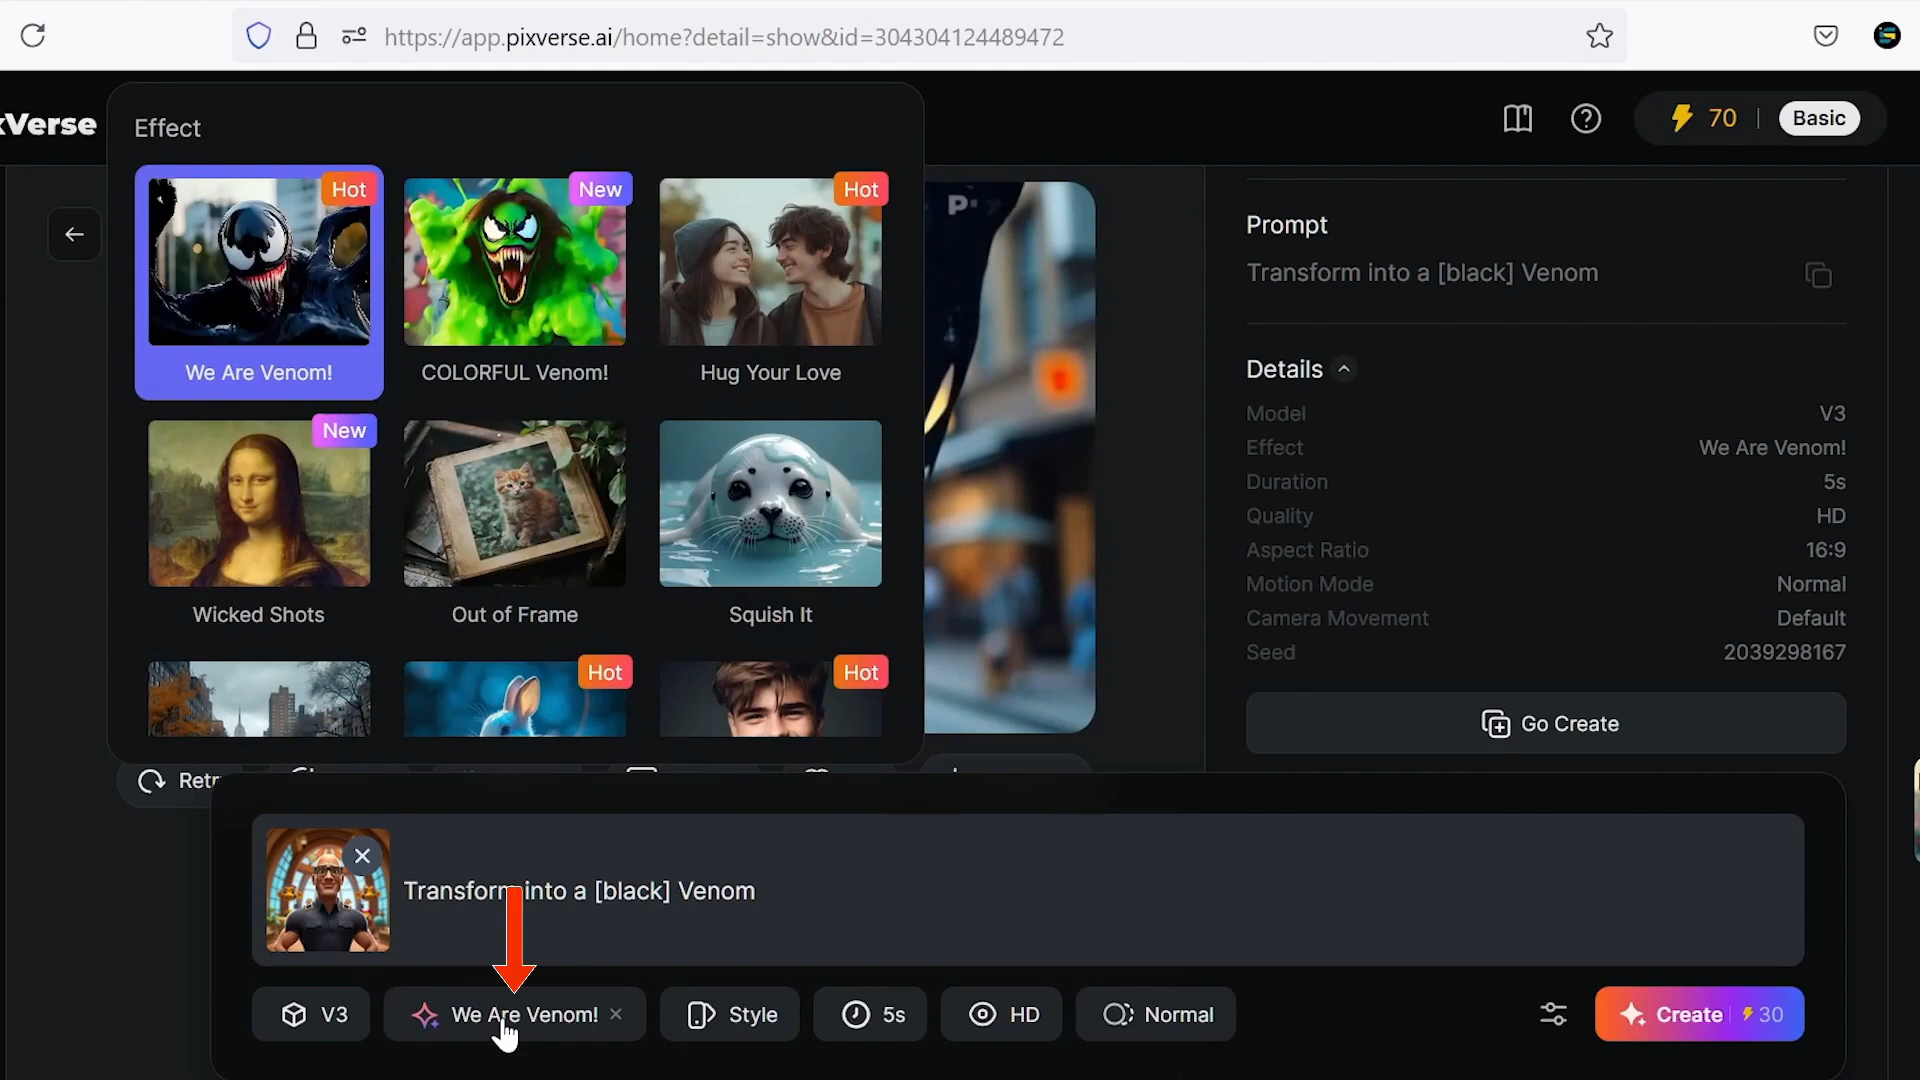 https://app.pixverse.ai/home?detail=show&id=304304124489472
xVerse
Effect
70
Basic
Hot
New
Hot
We Are Venom!
COLORFUL Venom!
Hug Your Love
New
Wicked Shots
Out of Frame
Squish It
Hot
Hot
P
Prompt
Transform into a [black] Venom
Details
Model V3
Effect We Are Venom!
Duration 5s
Quality HD
Aspect Ratio 16:9
Motion Mode Normal
Camera Movement Default
Seed 2039298167
Go Create
Retr
Transform into a [black] Venom
V3
We Are Venom!
Style
5s
HD
Normal
Create 30